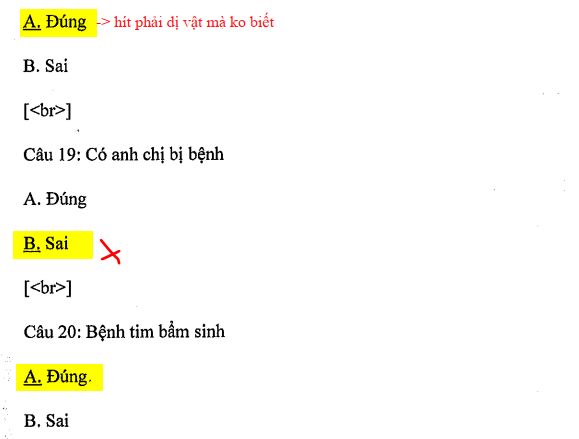 A. Đúng -> hít phải dị vật mà ko biết
B. Sai
[<br>]
Câu 19: Có anh chị bị bệnh
A. Đúng
B. Sai
[<br>]
Câu 20: Bệnh tim bẩm sinh
A. Đúng.
B. Sai